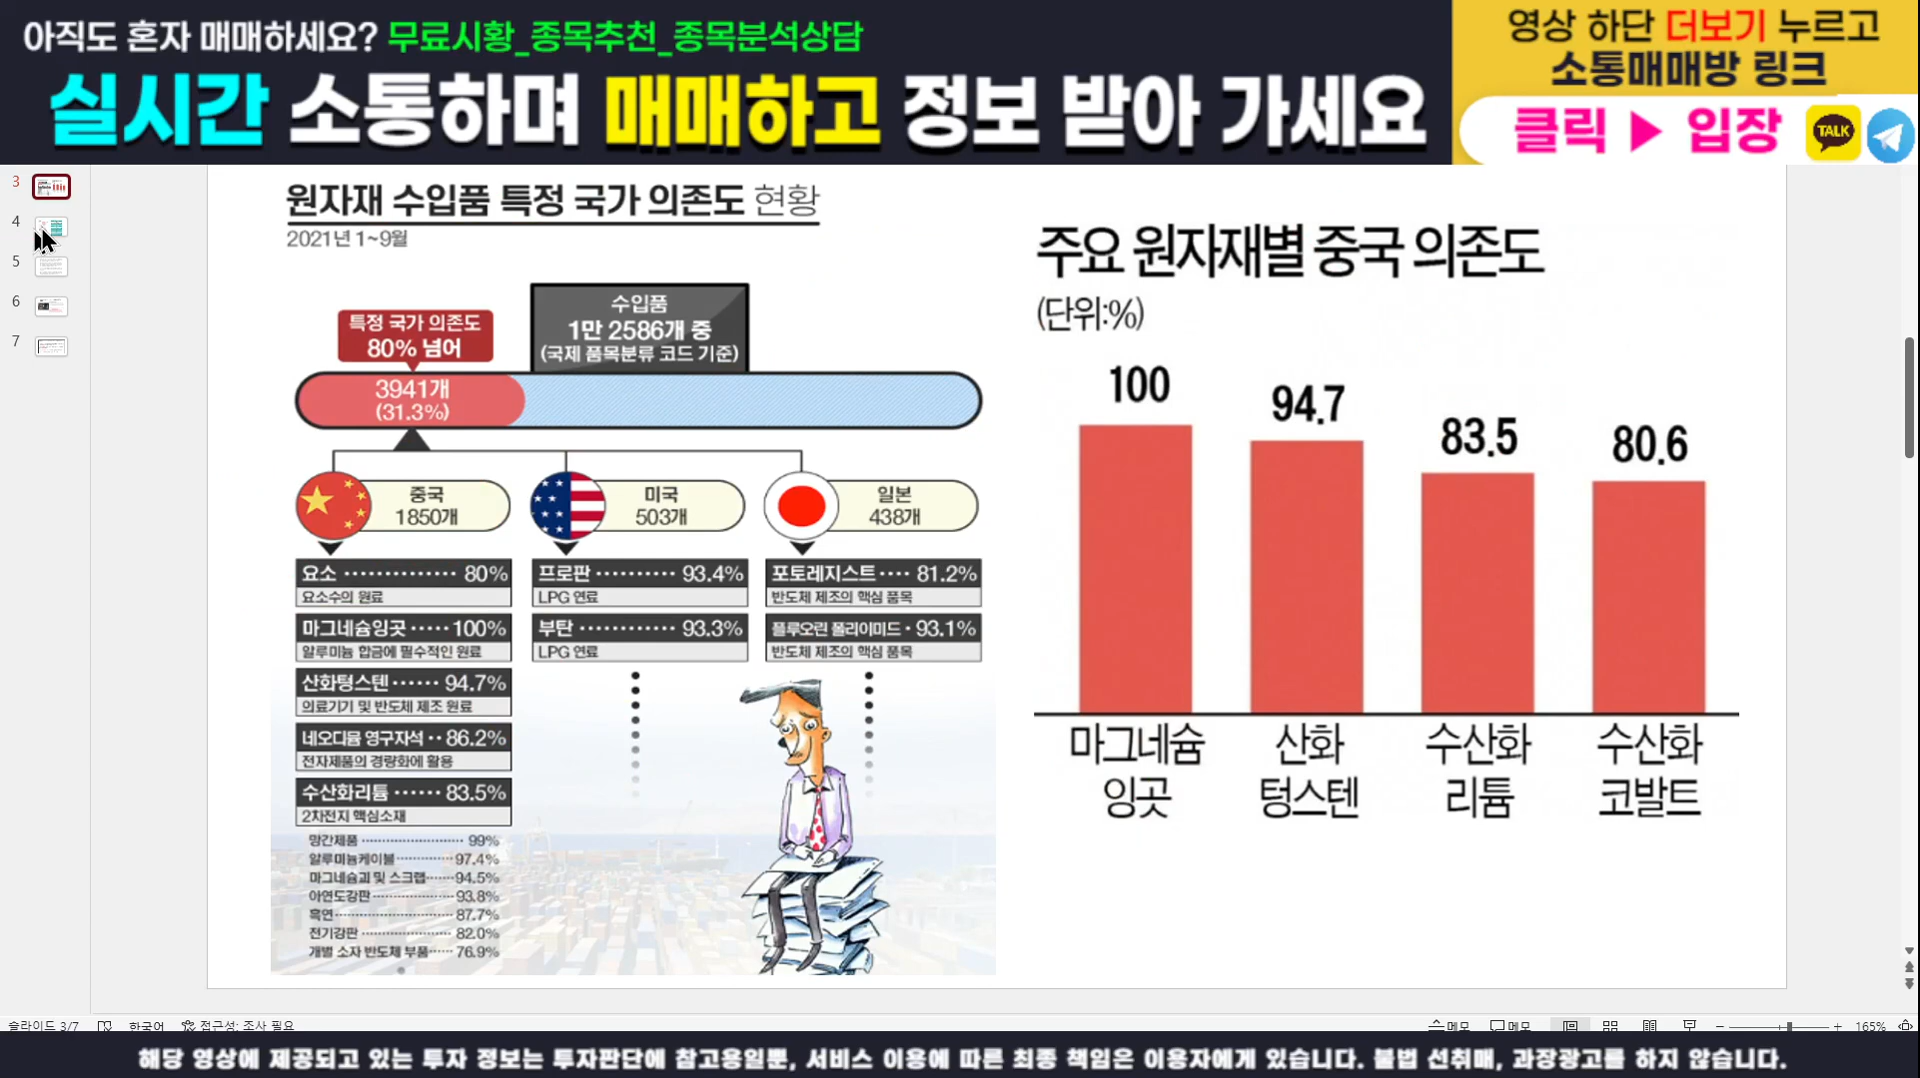 아직도 혼자 매매하세요? 무료시황_종목추천_종목분석상담
실시간 소통하며 매매하고 정보 받아 가세요
영상 하단 더보기 누르고
소통매매방 링크
클릭 ▶ 입장
TALK
3
4
5
6
7
원자재 수입품 특정 국가 의존도 현황
2021년 1~9월
특정 국가 의존도
80% 넘어
수입품
1만 2586개 중
(국제 품목분류 코드 기준)
3941개
(31.3%)
중국
1850개
미국
503개
일본
438개
요소 ············· 80%
요소수의 원료
마그네슘잉곳 ····· 100%
알루미늄 합금에 필수적인 원료
산화텅스텐 ······ 94.7%
의료기기 및 반도체 제조 원료
네오디뮴 영구자석 ·· 86.2%
전자제품의 경량화에 활용
수산화리튬 ······ 83.5%
2차전지 핵심소재
망간제품 ······ 99%
알루미늄케이블 ······ 97.4%
마그네슘괴 및 스크랩 ······ 94.5%
아연도강판 ······ 93.8%
흑연 ······ 87.7%
전기강판 ······ 82.0%
개별 소자 반도체 부품 ······ 76.9%
프로판 ·········· 93.4%
LPG 연료
부탄 ············ 93.3%
LPG 연료
포토레지스트 ···· 81.2%
반도체 제조의 핵심 품목
플루오린 폴리이미드 · 93.1%
반도체 제조의 핵심 품목
주요 원자재별 중국 의존도
(단위:%)
100
94.7
83.5
80.6
마그네슘
잉곳
산화
텅스텐
수산화
리튬
수산화
코발트
슬라이드 3/7 한국어 접근성: 조사 필요
메모 메모 165%
해당 영상에 제공되고 있는 투자 정보는 투자판단에 참고용일뿐, 서비스 이용에 따른 최종 책임은 이용자에게 있습니다. 불법 선취매, 과장광고를 하지 않습니다.